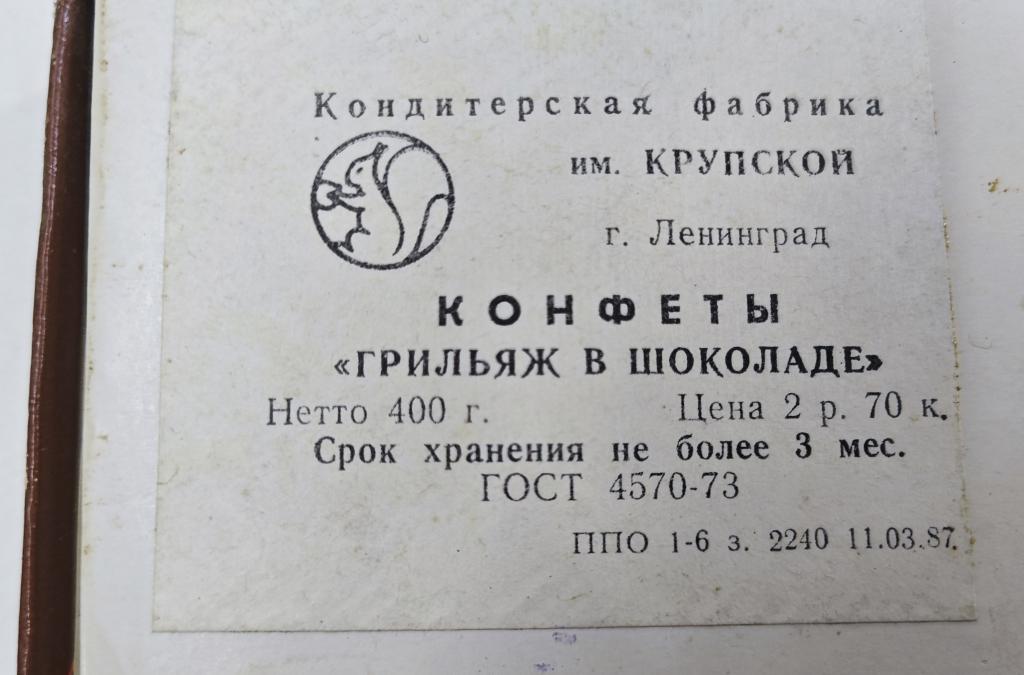 Кондитерская фабрика
им. КРУПСКОЙ
г. Ленинград
КОНФЕТЫ
«ГРИЛЬЯЖ В ШОКОЛАДЕ»
Нетто 400 г. Цена 2 р. 70 к.
Срок хранения не более 3 мес.
ГОСТ 4570-73
ППО 1-6 з. 2240 11.03.87.